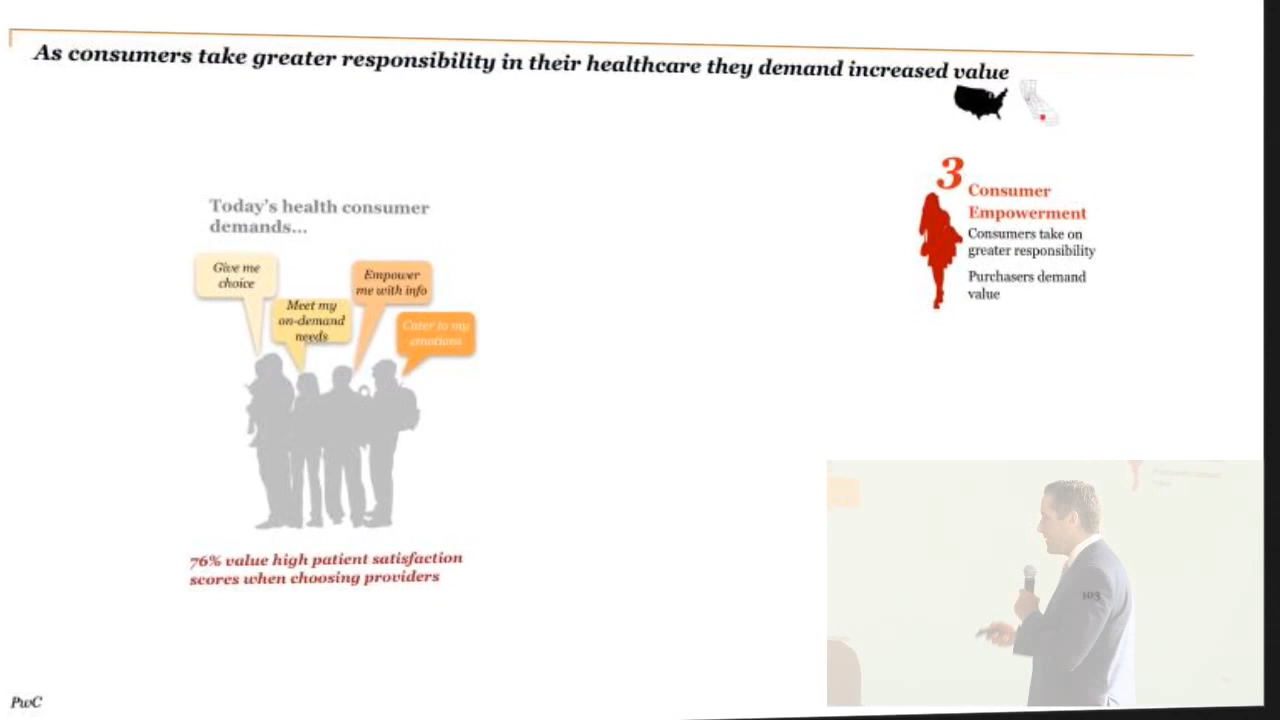 As consumers take greater responsibility in their healthcare they demand increased value
3
Consumer
Empowerment
Consumers take on
greater responsibility
Purchasers demand
value
Today's health consumer
demands...
Give me
choice
Meet my
on-demand
needs
Empower
me with info
Cater to my
emotions
76% value high patient satisfaction
scores when choosing providers
103
PwC